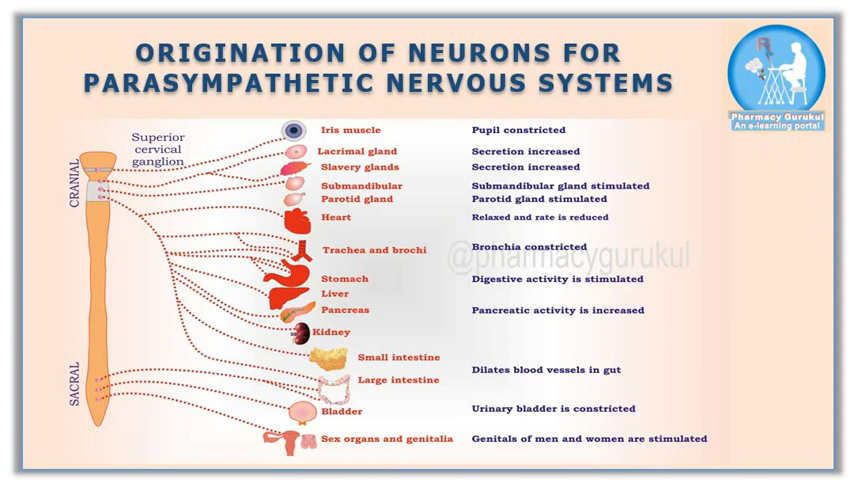 ORIGINATION OF NEURONS FOR
PARASYMPATHETIC NERVOUS SYSTEMS
Pharmacy Gurukul
An e-learning portal
Superior
cervical
ganglion
CRANIAL
SACRAL
Iris muscle Pupil constricted
Lacrimal gland Secretion increased
Slavery glands Secretion increased
Submandibular Submandibular gland stimulated
Parotid gland Parotid gland stimulated
Heart Relaxed and rate is reduced
Trachea and brochi Bronchia constricted
@pharmacygurukul
Stomach Digestive activity is stimulated
Liver
Pancreas Pancreatic activity is increased
Kidney
Small intestine
Dilates blood vessels in gut
Large intestine
Bladder Urinary bladder is constricted
Sex organs and genitalia Genitals of men and women are stimulated